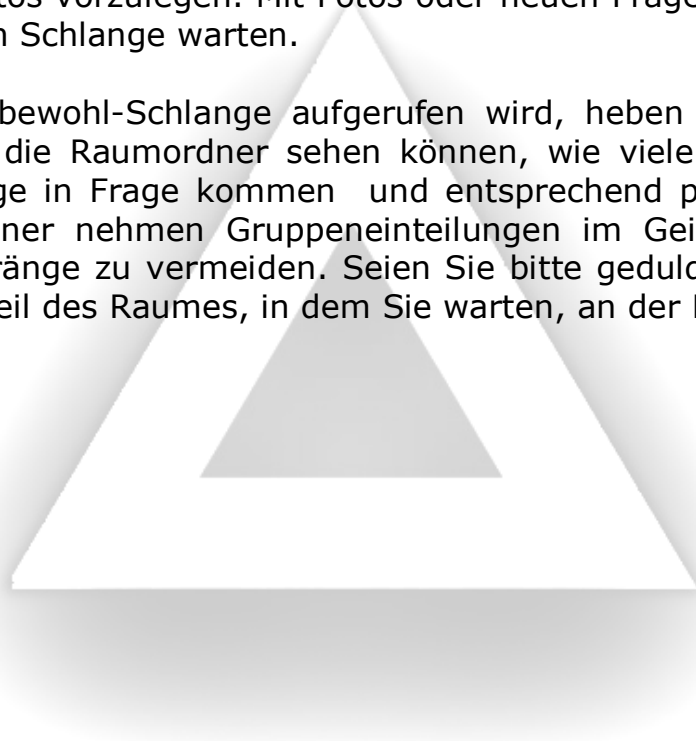 tos vorzulegen. Mit Fotos oder neuen Frage
n Schlange warten.
bewohl-Schlange aufgerufen wird, heben
die Raumordner sehen können, wie viele
ge in Frage kommen und entsprechend p
ner nehmen Gruppeneinteilungen im Gei
ränge zu vermeiden. Seien Sie bitte geduld
eil des Raumes, in dem Sie warten, an der